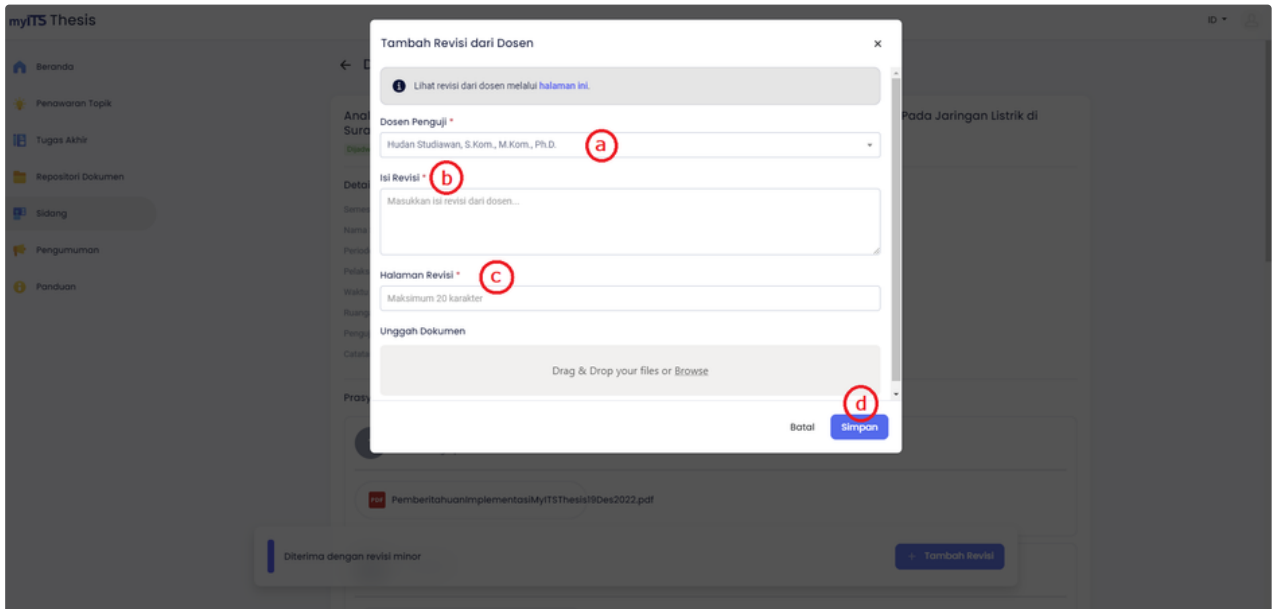 myITS Thesis
ID
Beranda
Penawaran Topik
Tugas Akhir
Repositori Dokumen
Sidang
Pengumuman
Panduan
Tambah Revisi dari Dosen
Lihat revisi dari dosen melalui halaman ini.
Dosen Penguji *
Hudan Studiawan, S.Kom., M.Kom., Ph.D.
a
Isi Revisi *
b
Masukkan isi revisi dari dosen...
Halaman Revisi *
c
Maksimum 20 karakter
Unggah Dokumen
Drag & Drop your files or Browse
d
Batal
Simpan
Pada Jaringan Listrik di
PDF
PemberitahuanImplementasiMyITSThesis19Des2022.pdf
Diterima dengan revisi minor
+ Tambah Revisi